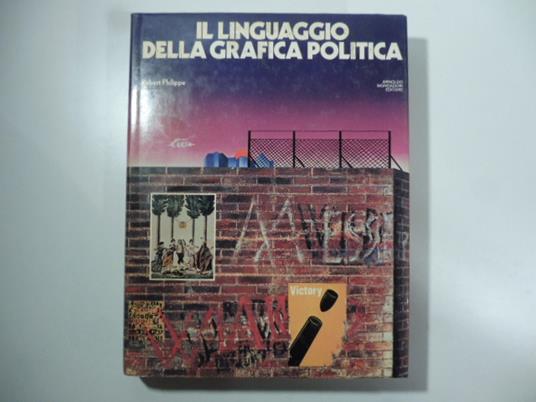 IL LINGUAGGIO
DELLA GRAFICA POLITICA
Robert Philippe
ARNOLDO
MONDADORI
EDITORE
Victory